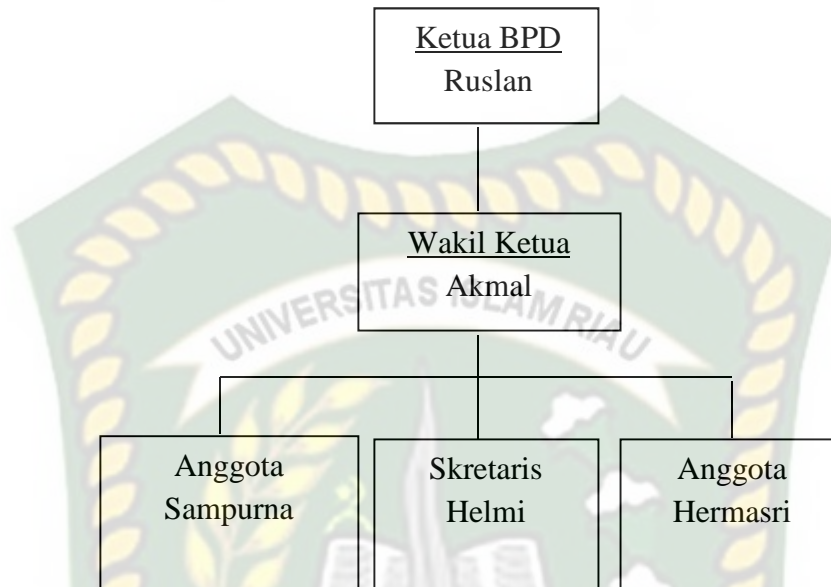 Ketua BPD
Ruslan
Wakil Ketua
Akmal
UNIVERSITAS ISLAM RIAU
Anggota
Sampurna
Skretaris
Helmi
Anggota
Hermasri